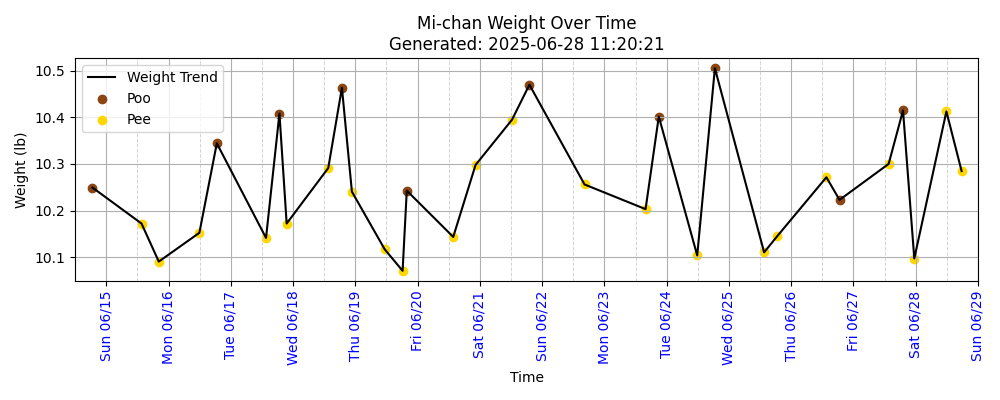 Mi-chan Weight Over Time
Generated: 2025-06-28 11:20:21
Weight Trend
Poo
Pee
10.5
10.4
10.3
10.2
10.1
Weight (lb)
Sun 06/15
Mon 06/16
Tue 06/17
Wed 06/18
Thu 06/19
Fri 06/20
Sat 06/21
Sun 06/22
Mon 06/23
Tue 06/24
Wed 06/25
Thu 06/26
Fri 06/27
Sat 06/28
Sun 06/29
Time